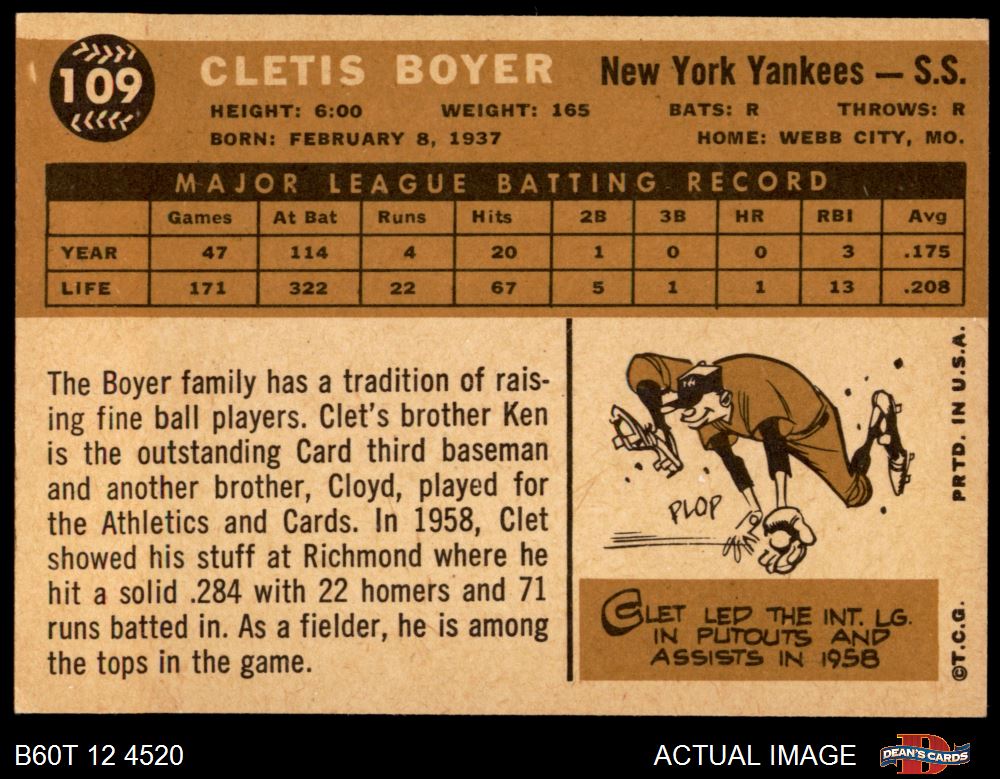 109
CLETIS BOYER New York Yankees — S.S.
HEIGHT: 6:00 WEIGHT: 165 BATS: R THROWS: R
BORN: FEBRUARY 8, 1937 HOME: WEBB CITY, MO.
MAJOR LEAGUE BATTING RECORD
Games At Bat Runs Hits 2B 3B HR RBI Avg
YEAR 47 114 4 20 1 0 0 3 .175
LIFE 171 322 22 67 5 1 1 13 .208
The Boyer family has a tradition of rais-
ing fine ball players. Clet's brother Ken
is the outstanding Card third baseman
and another brother, Cloyd, played for
the Athletics and Cards. In 1958, Clet
showed his stuff at Richmond where he
hit a solid .284 with 22 homers and 71
runs batted in. As a fielder, he is among
the tops in the game.
PLOP
CLET LED THE INT. LG.
IN PUTOUTS AND
ASSISTS IN 1958
©T.C.G. PRTD. IN U.S.A.
B60T 12 4520 ACTUAL IMAGE DEAN'S CARDS